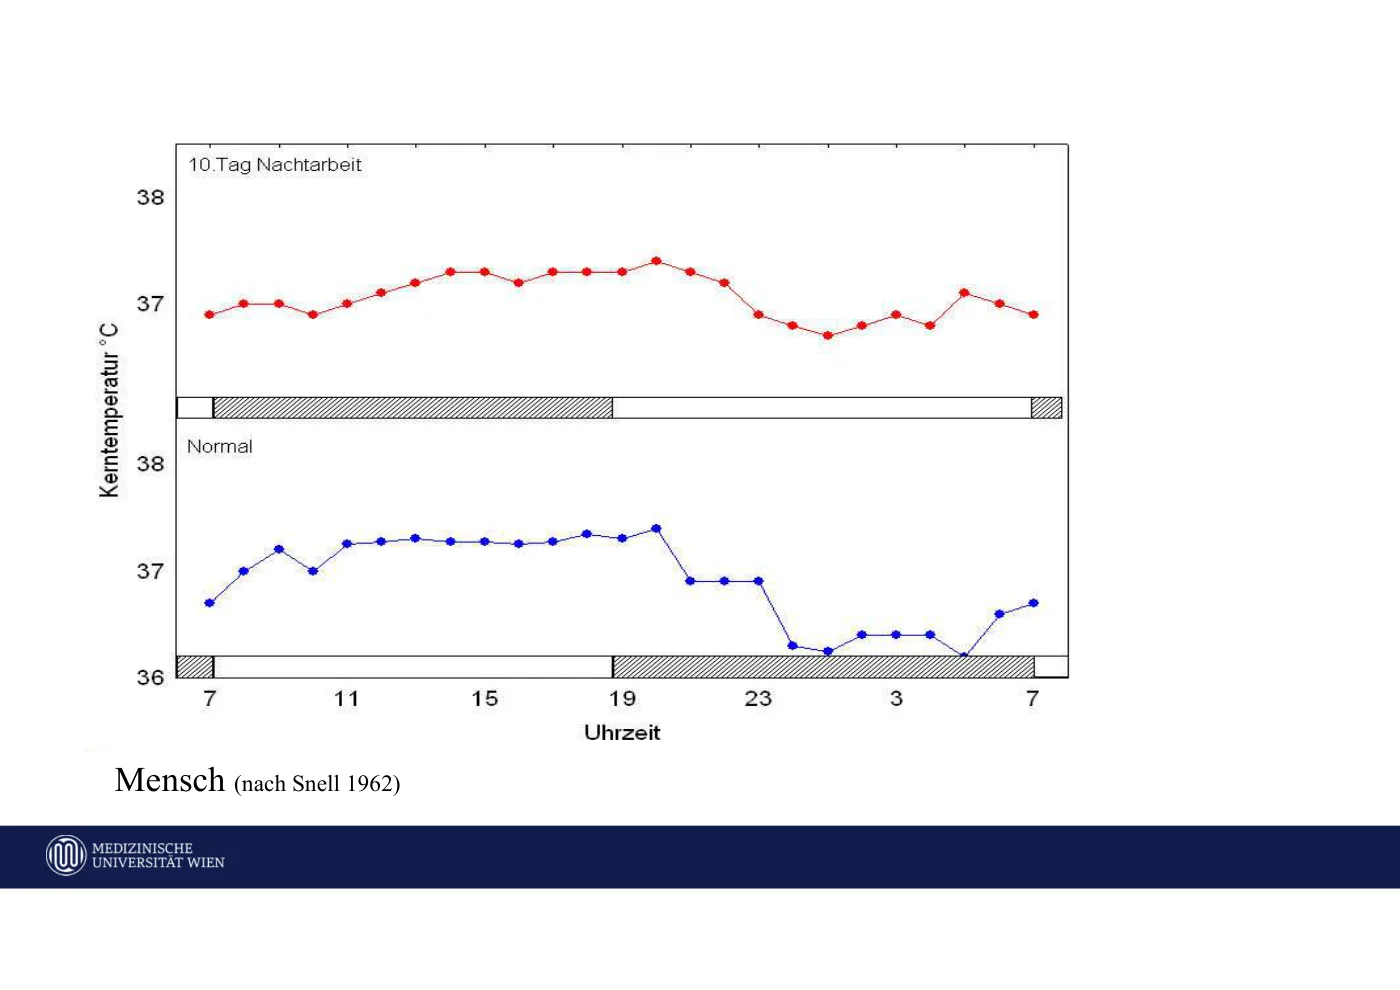 10.Tag Nachtarbeit
38
37
Kerntemperatur °C
Normal
38
37
36
7 11 15 19 23 3 7
Uhrzeit
Mensch (nach Snell 1962)
MEDIZINISCHE
UNIVERSITÄT WIEN